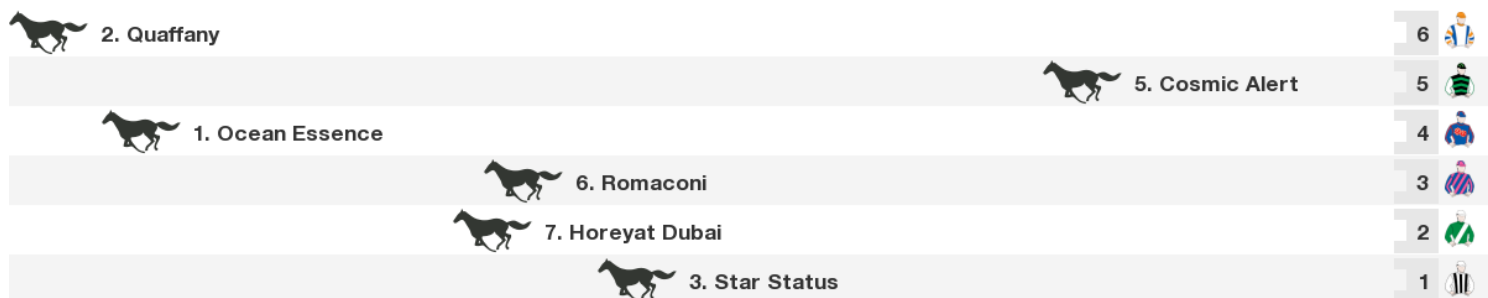 2. Quaffany 6
5. Cosmic Alert 5
1. Ocean Essence 4
6. Romaconi 3
7. Horeyat Dubai 2
3. Star Status 1